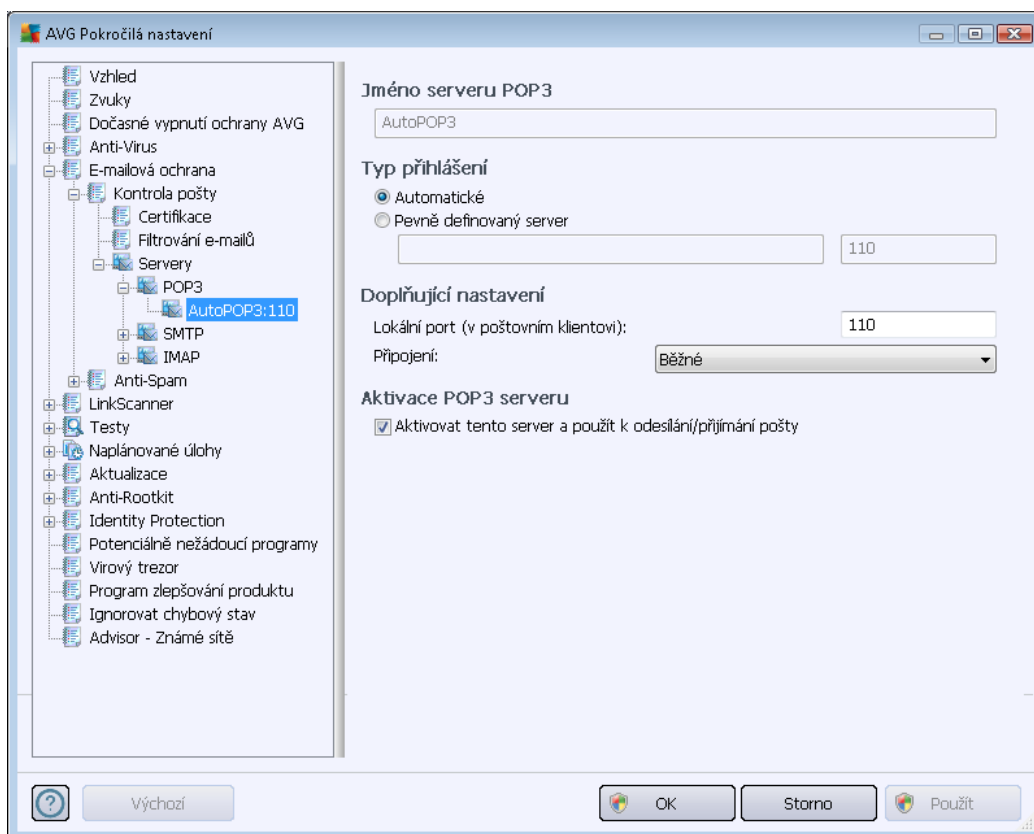 AVG Pokročilá nastavení
Vzhled
Zvuky
Dočasné vypnutí ochrany AVG
Anti-Virus
E-mailová ochrana
Kontrola pošty
Certifikace
Filtrování e-mailů
Servery
POP3
AutoPOP3:110
SMTP
IMAP
Anti-Spam
LinkScanner
Testy
Naplánované úlohy
Aktualizace
Anti-Rootkit
Identity Protection
Potenciálně nežádoucí programy
Virový trezor
Program zlepšování produktu
Ignorovat chybový stav
Advisor - Známé sítě
Jméno serveru POP3
AutoPOP3
Typ přihlášení
Automatické
Pevně definovaný server
110
Doplňující nastavení
Lokální port (v poštovním klientovi): 110
Připojení: Běžné
Aktivace POP3 serveru
Aktivovat tento server a použít k odesílání/přijímání pošty
Výchozí OK Storno Použít